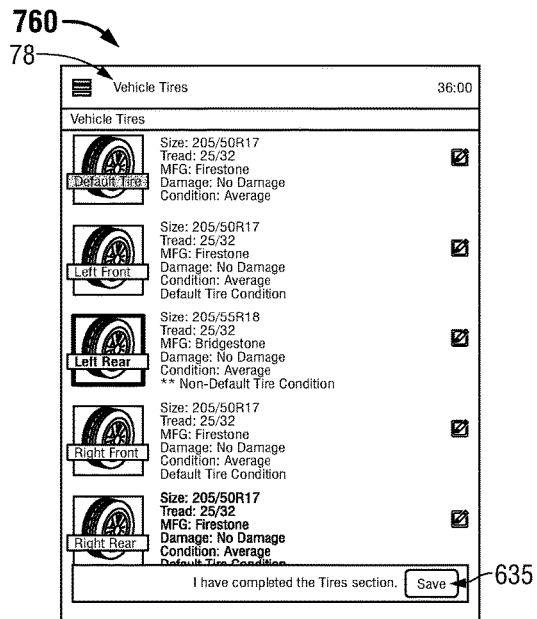 760
78
Vehicle Tires 36:00
Vehicle Tires
Default Tire
Size: 205/50R17
Tread: 25/32
MFG: Firestone
Damage: No Damage
Condition: Average
Left Front
Size: 205/50R17
Tread: 25/32
MFG: Firestone
Damage: No Damage
Condition: Average
Default Tire Condition
Left Rear
Size: 205/55R18
Tread: 25/32
MFG: Bridgestone
Damage: No Damage
Condition: Average
** Non-Default Tire Condition
Right Front
Size: 205/50R17
Tread: 25/32
MFG: Firestone
Damage: No Damage
Condition: Average
Default Tire Condition
Right Rear
Size: 205/50R17
Tread: 25/32
MFG: Firestone
Damage: No Damage
Condition: Average
Default Tire Condition
I have completed the Tires section. Save
635